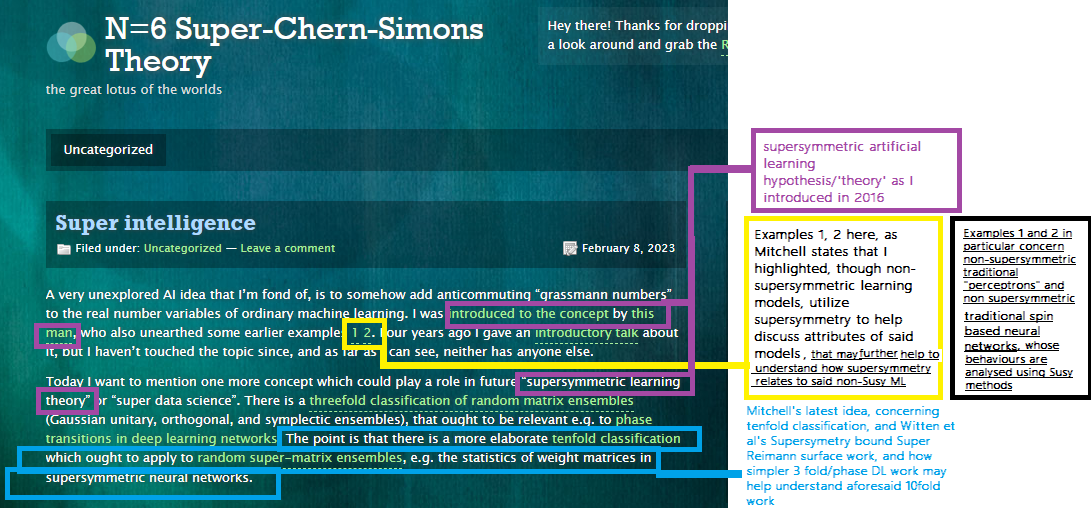 N=6 Super-Chern-Simons
Theory
the great lotus of the worlds
Hey there! Thanks for droppi
a look around and grab the R
Uncategorized
Super intelligence
Filed under: Uncategorized — Leave a comment
February 8, 2023
A very unexplored AI idea that I'm fond of, is to somehow add anticommuting “grassmann numbers”
to the real number variables of ordinary machine learning. I was introduced to the concept by this
man, who also unearthed some earlier example 1 2. Four years ago I gave an introductory talk about
it, but I haven't touched the topic since, and as far as I can see, neither has anyone else.
Today I want to mention one more concept which could play a role in future “supersymmetric learning
theory” or “super data science”. There is a threefold classification of random matrix ensembles
(Gaussian unitary, orthogonal, and symplectic ensembles), that ought to be relevant e.g. to phase
transitions in deep learning networks. The point is that there is a more elaborate tenfold classification
which ought to apply to random super-matrix ensembles, e.g. the statistics of weight matrices in
supersymmetric neural networks.
supersymmetric artificial
learning
hypothesis/'theory' as I
introduced in 2016
Examples 1, 2 here, as
Mitchell states that I
highlighted, though non-
supersymmetric learning
models, utilize
supersymmetry to help
discuss attributes of said
models, that may further help to
understand how supersymmetry
relates to said non-Susy ML
Examples 1 and 2 in
particular concern
non-supersymmetric
traditional
"perceptrons" and
non supersymmetric
traditional spin
based neural
networks, whose
behaviours are
analysed using Susy
methods
Mitchell's latest idea, concerning
tenfold classification, and Witten et
al's Supersymetry bound Super
Reimann surface work, and how
simpler 3 fold/phase DL work may
help understand aforesaid 10fold
work